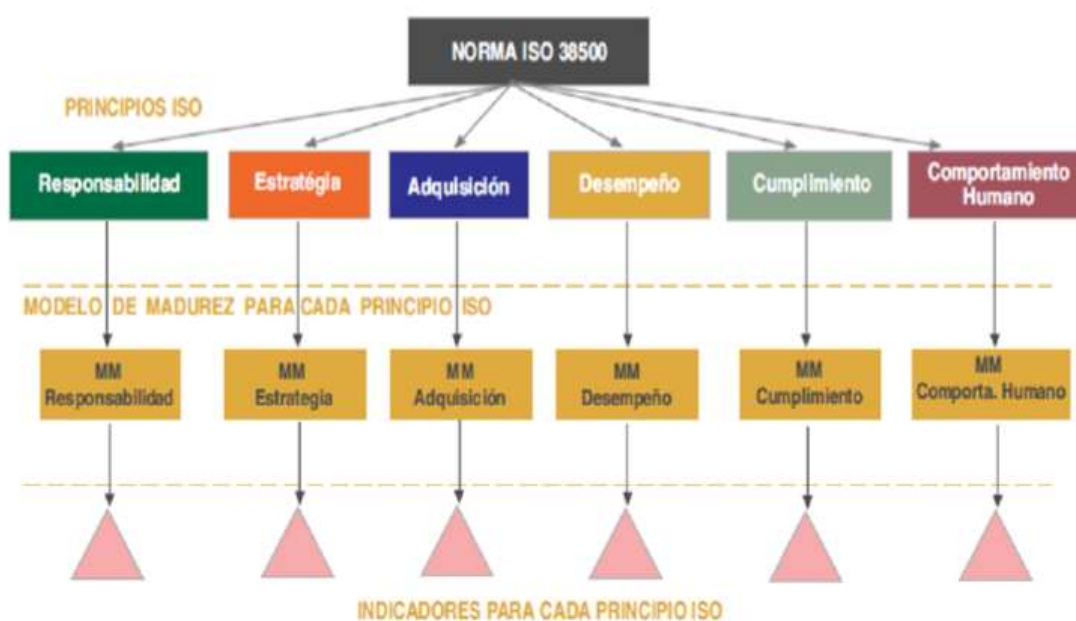 NORMA ISO 38500
PRINCIPIOS ISO
Responsabilidad
Estratégia
Adquisición
Desempeño
Cumplimiento
Comportamiento
Humano
MODELO DE MADUREZ PARA CADA PRINCIPIO ISO
MM
Responsabilidad
MM
Estrategia
MM
Adquisición
MM
Desempeño
MM
Cumplimiento
MM
Comporta. Humano
INDICADORES PARA CADA PRINCIPIO ISO